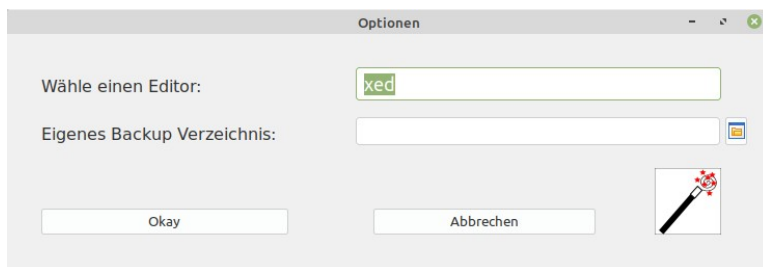 Optionen
Wähle einen Editor: xed
Eigenes Backup Verzeichnis:
Okay Abbrechen